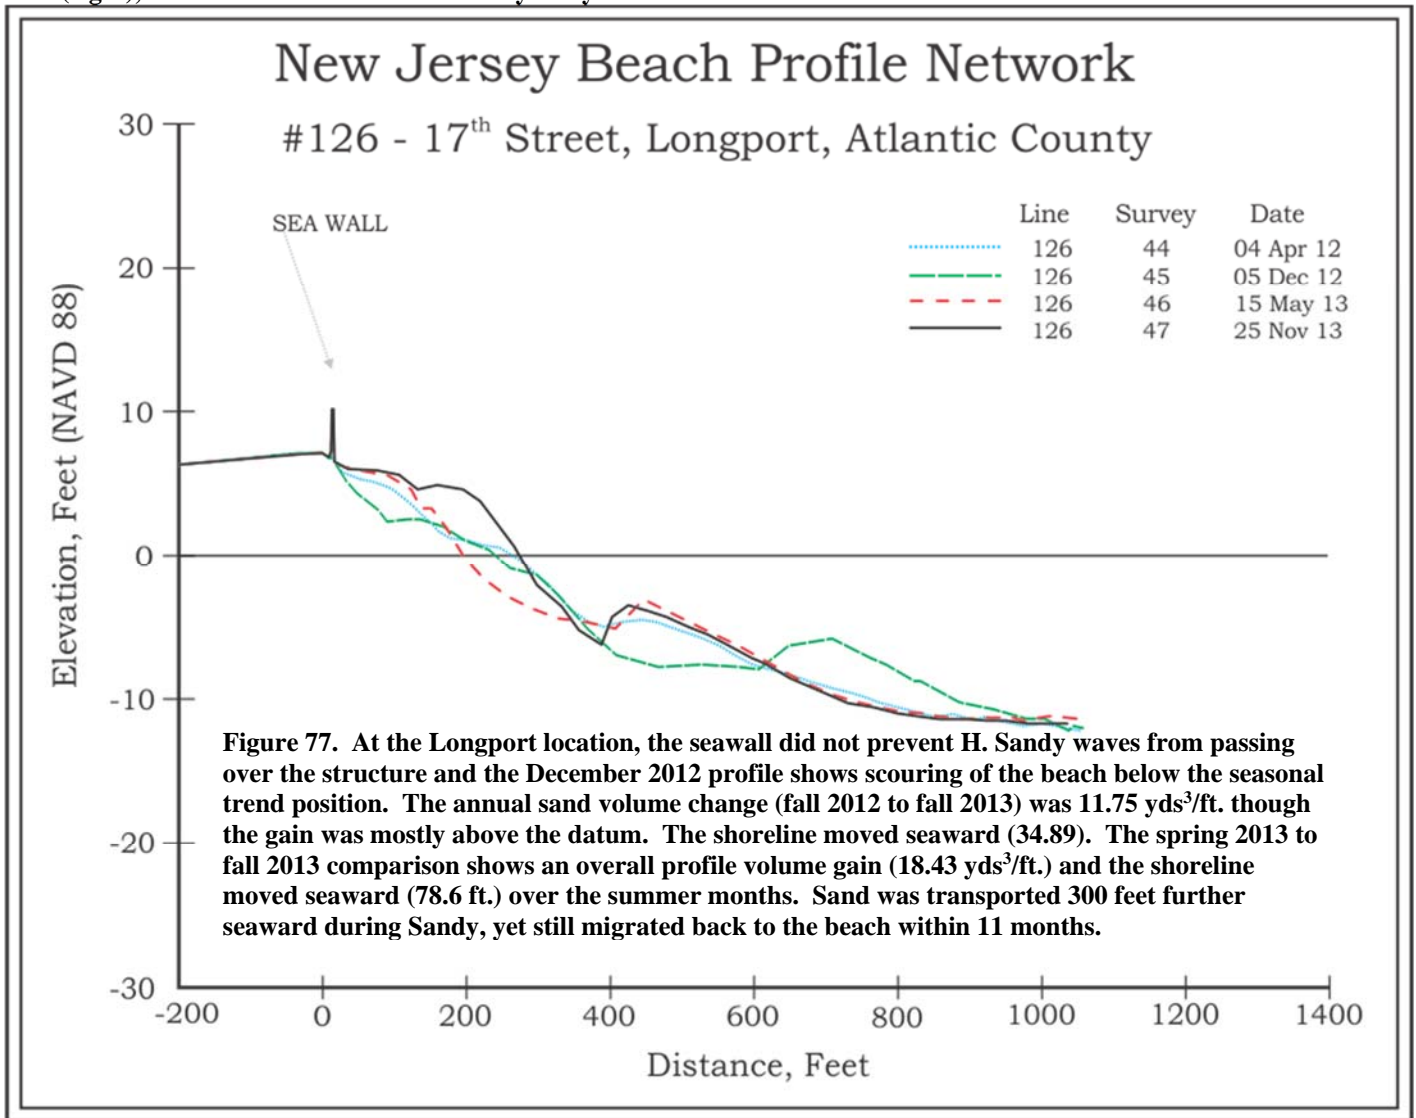 New Jersey Beach Profile Network
#126 - 17th Street, Longport, Atlantic County
SEA WALL
Line Survey Date
126 44 04 Apr 12
126 45 05 Dec 12
126 46 15 May 13
126 47 25 Nov 13
Elevation, Feet (NAVD 88)
30
20
10
0
-10
-20
-30
Figure 77. At the Longport location, the seawall did not prevent H. Sandy waves from passing
over the structure and the December 2012 profile shows scouring of the beach below the seasonal
trend position. The annual sand volume change (fall 2012 to fall 2013) was 11.75 yds³/ft. though
the gain was mostly above the datum. The shoreline moved seaward (34.89). The spring 2013 to
fall 2013 comparison shows an overall profile volume gain (18.43 yds³/ft.) and the shoreline
moved seaward (78.6 ft.) over the summer months. Sand was transported 300 feet further
seaward during Sandy, yet still migrated back to the beach within 11 months.
-200 0 200 400 600 800 1000 1200 1400
Distance, Feet